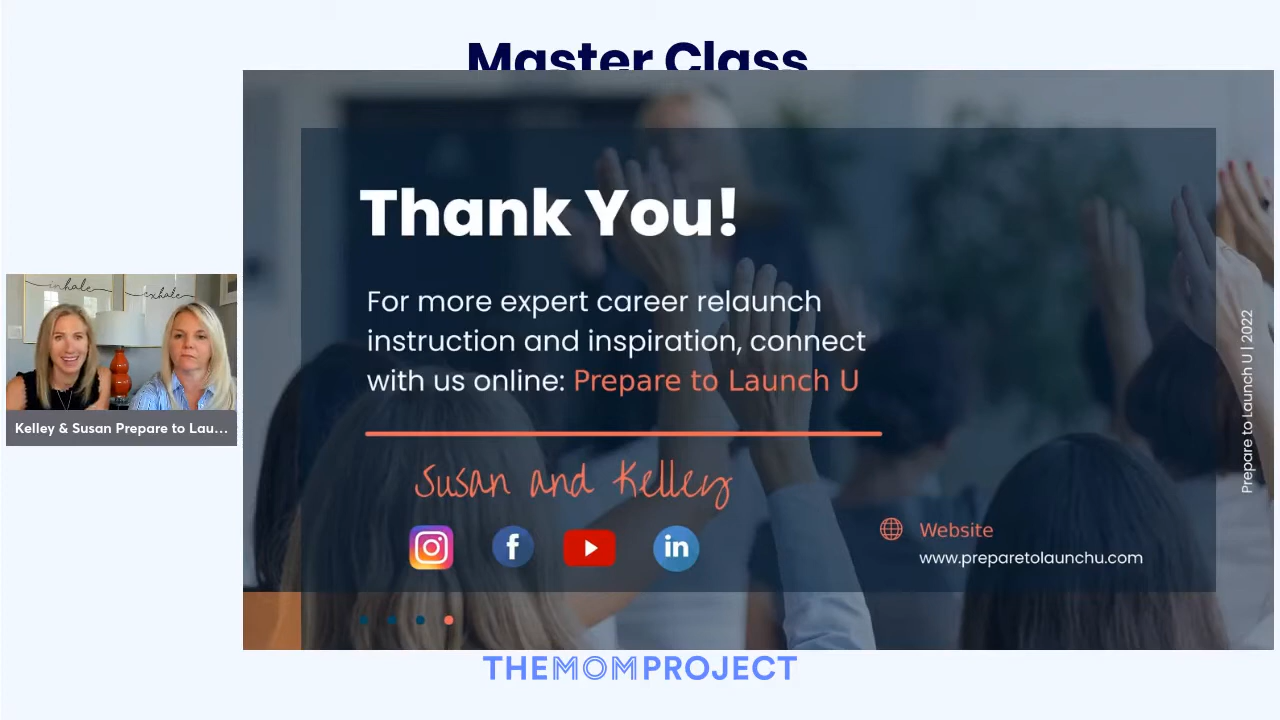 Master Class
Thank You!
For more expert career relaunch
instruction and inspiration, connect
with us online: Prepare to Launch U
Susan and Kelley
in
Website
www.preparetolaunchu.com
Prepare to Launch U | 2022
inhale
exhale
Kelley & Susan Prepare to Lau...
THEMOMPROJECT